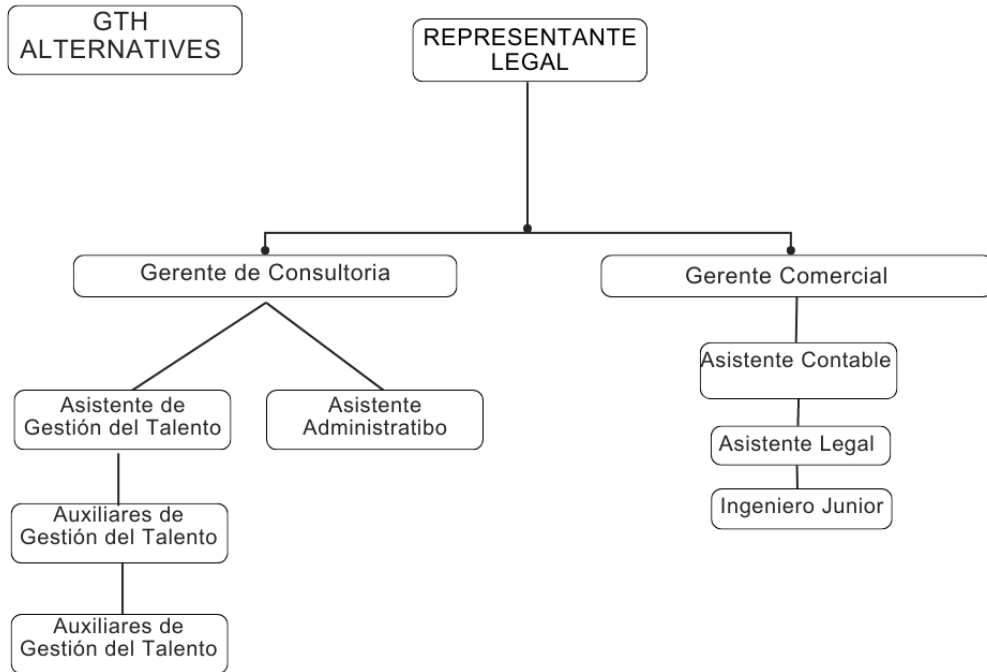 GTH
ALTERNATIVES
REPRESENTANTE
LEGAL
Gerente de Consultoria
Gerente Comercial
Asistente de
Gestión del Talento
Asistente
Administratibo
Asistente Contable
Asistente Legal
Ingeniero Junior
Auxiliares de
Gestión del Talento
Auxiliares de
Gestión del Talento